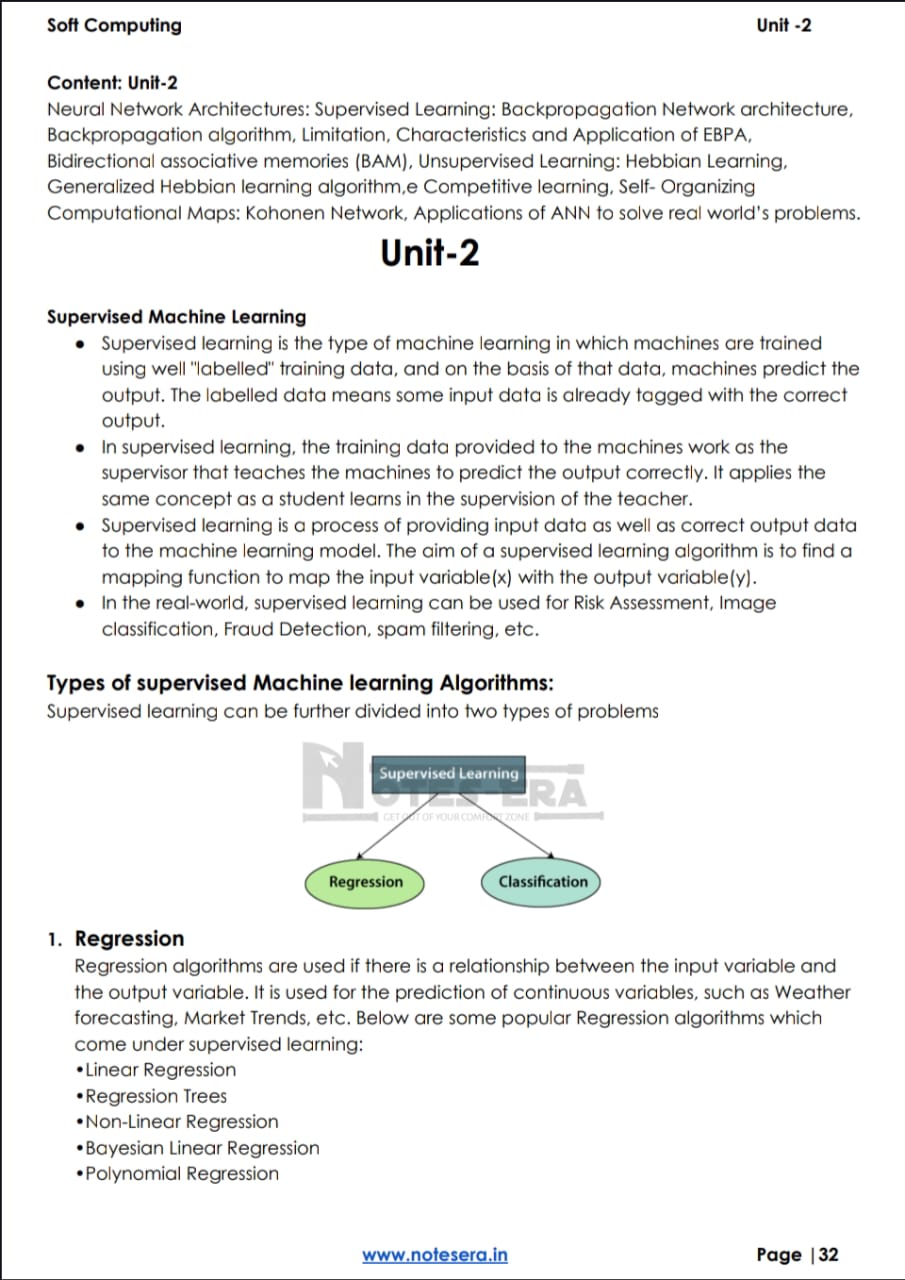 Soft Computing Unit -2
Content: Unit-2
Neural Network Architectures: Supervised Learning: Backpropagation Network architecture,
Backpropagation algorithm, Limitation, Characteristics and Application of EBPA,
Bidirectional associative memories (BAM), Unsupervised Learning: Hebbian Learning,
Generalized Hebbian learning algorithm,e Competitive learning, Self- Organizing
Computational Maps: Kohonen Network, Applications of ANN to solve real world's problems.
Unit-2
Supervised Machine Learning
● Supervised learning is the type of machine learning in which machines are trained
using well "labelled" training data, and on the basis of that data, machines predict the
output. The labelled data means some input data is already tagged with the correct
output.
● In supervised learning, the training data provided to the machines work as the
supervisor that teaches the machines to predict the output correctly. It applies the
same concept as a student learns in the supervision of the teacher.
● Supervised learning is a process of providing input data as well as correct output data
to the machine learning model. The aim of a supervised learning algorithm is to find a
mapping function to map the input variable(x) with the output variable(y).
● In the real-world, supervised learning can be used for Risk Assessment, Image
classification, Fraud Detection, spam filtering, etc.
Types of supervised Machine learning Algorithms:
Supervised learning can be further divided into two types of problems
Supervised Learning
NOTES ERA
GET OUT OF YOUR COMFORT ZONE
Regression Classification
1. Regression
Regression algorithms are used if there is a relationship between the input variable and
the output variable. It is used for the prediction of continuous variables, such as Weather
forecasting, Market Trends, etc. Below are some popular Regression algorithms which
come under supervised learning:
•Linear Regression
•Regression Trees
•Non-Linear Regression
•Bayesian Linear Regression
•Polynomial Regression
www.notesera.in Page |32